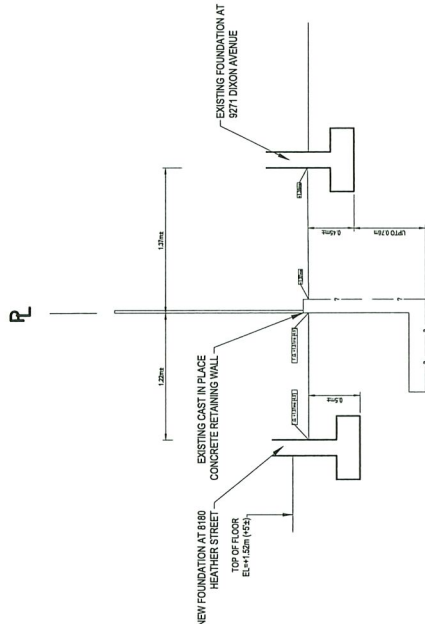 PL
EXISTING FOUNDATION AT
9271 DIXON AVENUE
1.37m±
1.22m±
0.45m±
UP TO 0.76m
EXISTING CAST IN PLACE
CONCRETE RETAINING WALL
0.5m±
NEW FOUNDATION AT 8180
HEATHER STREET
TOP OF FLOOR
EL=+1.52m (+5'±)